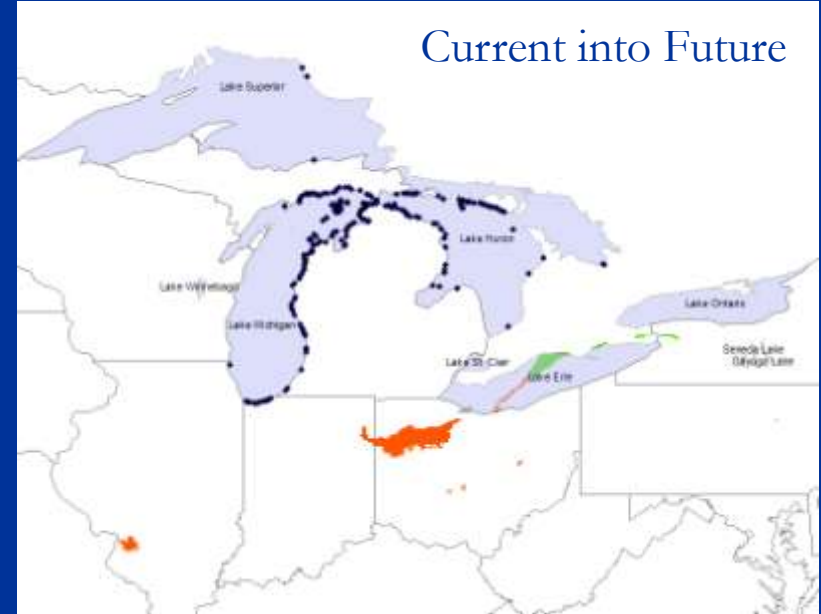 Current into Future
Lake Superior
Lake Huron
Lake Winnebago
Lake Ontario
Lake Michigan
Seneca Lake
Cayuga Lake
Lake St. Clair
Lake Erie